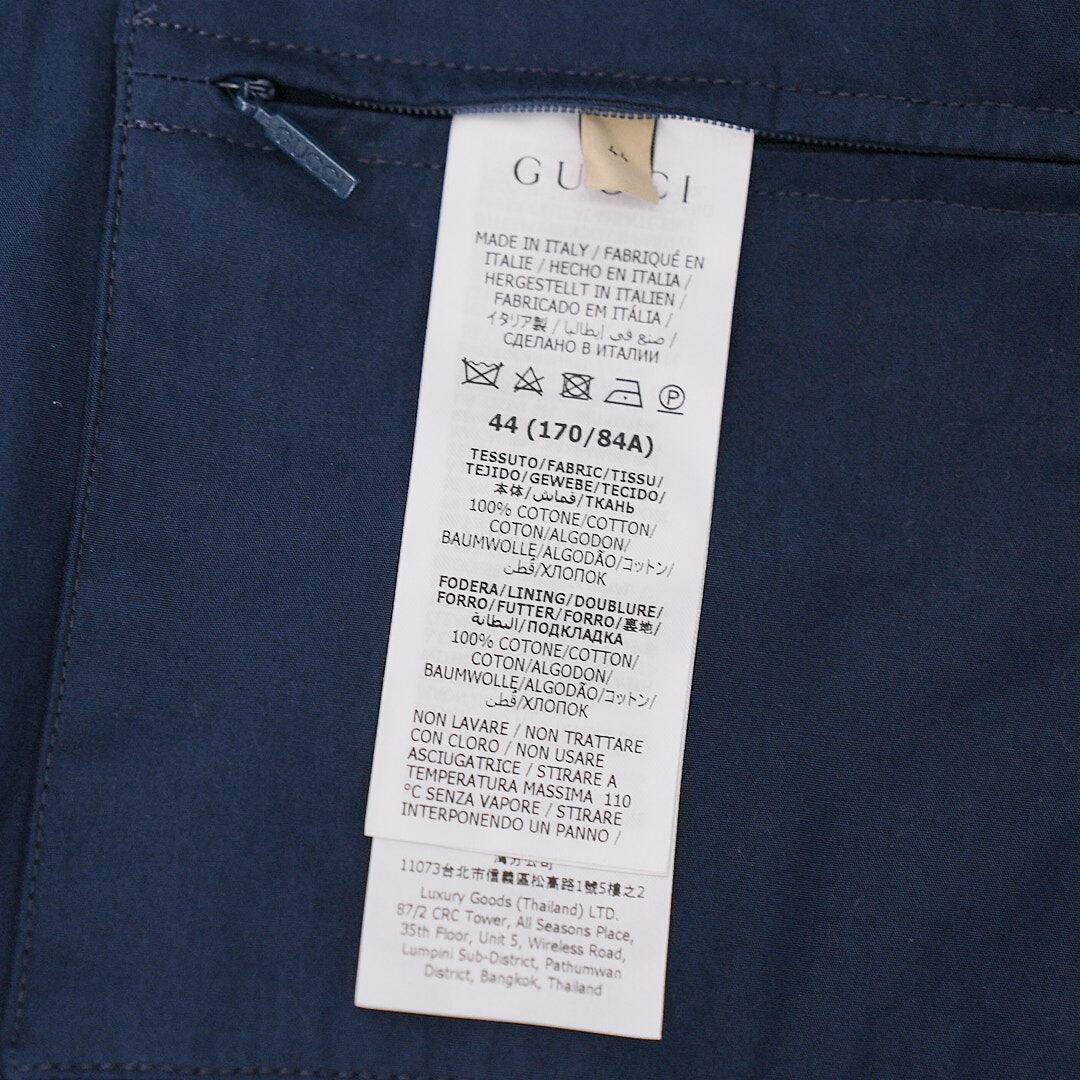 GUCCI
44
GUCCI
MADE IN ITALY / FABRIQUÉ EN
ITALIE / HECHO EN ITALIA /
HERGESTELLT IN ITALIEN /
FABRICADO EM ITÁLIA /
イタリア製 / صنع في إيطاليا /
СДЕЛАНО В ИТАЛИИ
P
44 (170/84A)
TESSUTO/FABRIC/TISSU/
TEJIDO/GEWEBE/TECIDO/
本体/قماش/ТКАНЬ
100% COTONE/COTTON/
COTON/ALGODON/
BAUMWOLLE/ALGODÃO/コットン/
قطن/ХЛОПОК
FODERA/LINING/DOUBLURE/
FORRO/FUTTER/FORRO/裏地/
البطانة/ПОДКЛАДКА
100% COTONE/COTTON/
COTON/ALGODON/
BAUMWOLLE/ALGODÃO/コットン/
قطن/ХЛОПОК
NON LAVARE / NON TRATTARE
CON CLORO / NON USARE
ASCIUGATRICE / STIRARE A
TEMPERATURA MASSIMA 110
°C SENZA VAPORE / STIRARE
INTERPONENDO UN PANNO /
灣分公司
11073台北市信義區松高路1號5樓之2
Luxury Goods (Thailand) LTD.
87/2 CRC Tower, All Seasons Place,
35th Floor, Unit 5, Wireless Road,
Lumpini Sub-District, Pathumwan
District, Bangkok, Thailand